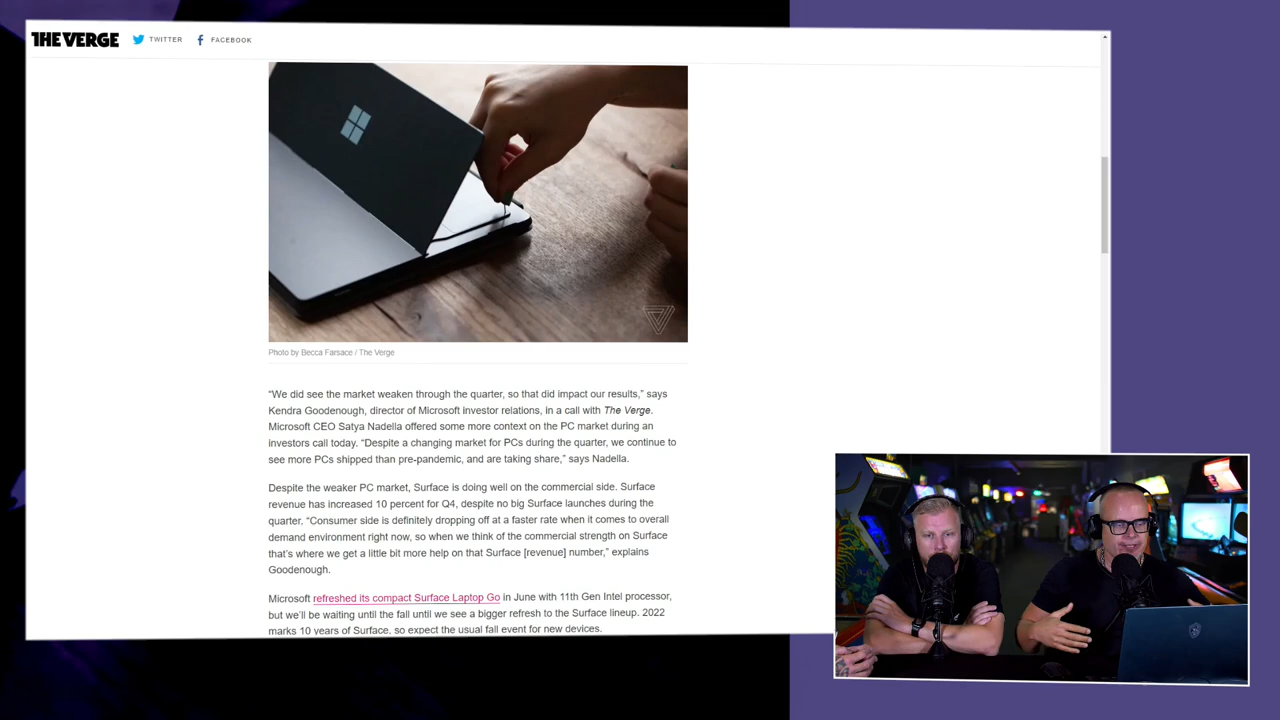 THE VERGE
TWITTER
FACEBOOK
Photo by Becca Farsace / The Verge
“We did see the market weaken through the quarter, so that did impact our results,” says
Kendra Goodenough, director of Microsoft investor relations, in a call with The Verge.
Microsoft CEO Satya Nadella offered some more context on the PC market during an
investors call today. “Despite a changing market for PCs during the quarter, we continue to
see more PCs shipped than pre-pandemic, and are taking share,” says Nadella.
Despite the weaker PC market, Surface is doing well on the commercial side. Surface
revenue has increased 10 percent for Q4, despite no big Surface launches during the
quarter. “Consumer side is definitely dropping off at a faster rate when it comes to overall
demand environment right now, so when we think of the commercial strength on Surface
that’s where we get a little bit more help on that Surface [revenue] number,” explains
Goodenough.
Microsoft refreshed its compact Surface Laptop Go in June with 11th Gen Intel processor,
but we’ll be waiting until the fall until we see a bigger refresh to the Surface lineup. 2022
marks 10 years of Surface, so expect the usual fall event for new devices.